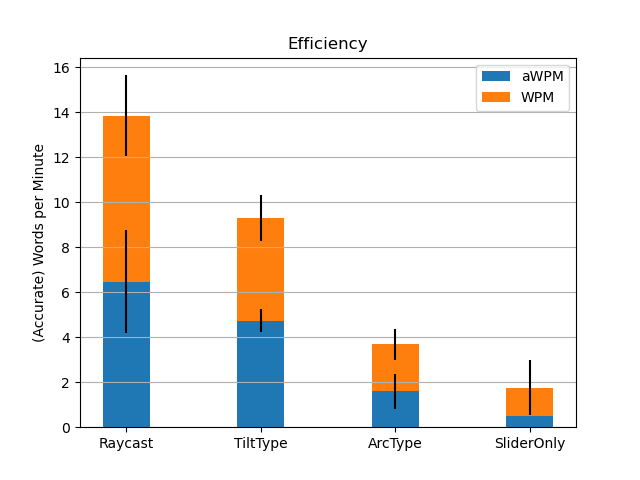 Efficiency
aWPM
WPM
(Accurate) Words per Minute
16
14
12
10
8
6
4
2
0
Raycast TiltType ArcType SliderOnly